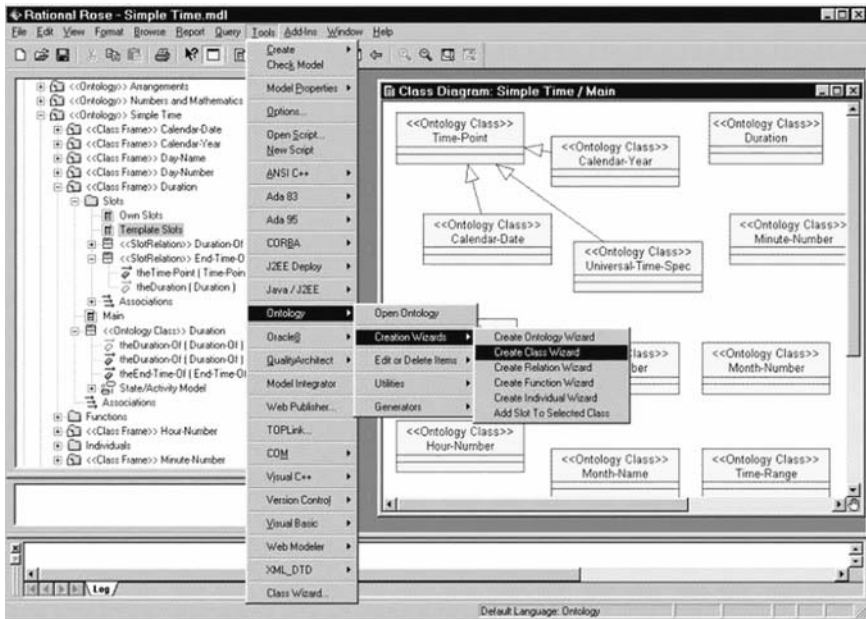 Rational Rose - Simple Time.mdl
File Edit View Format Browse Report Query Tools Add-Ins Window Help
<<Ontology>> Arrangements
<<Ontology>> Numbers and Mathematics
<<Ontology>> Simple Time
<<Class Frame>> Calendar-Date
<<Class Frame>> Calendar-Year
<<Class Frame>> Day-Name
<<Class Frame>> Day-Number
<<Class Frame>> Duration
Slots
Own Slots
Template Slots
<<SlotRelation>> Duration-Of
<<SlotRelation>> End-Time-O
theTime-Point ( Time-Poin
theDuration ( Duration )
Associations
Main
<<Ontology Class>> Duration
theDuration-Of ( Duration-Of )
theDuration-Of ( Duration-Of )
theEnd-Time-Of ( End-Time-Of
State/Activity Model
Associations
Functions
<<Class Frame>> Hour-Number
Individuals
<<Class Frame>> Minute-Number
Create
Check Model
Model Properties
Options...
Open Script...
New Script
ANSI C++
Ada 83
Ada 95
CORBA
J2EE Deploy
Java / J2EE
Ontology
Oracle8
QualityArchitect
Model Integrator
Web Publisher...
TOPLink...
COM
Visual C++
Version Control
Visual Basic
Web Modeler
XML_DTD
Class Wizard...
Open Ontology
Creation Wizards
Edit or Delete Items
Utilities
Generators
Create Ontology Wizard
Create Class Wizard
Create Relation Wizard
Create Function Wizard
Create Individual Wizard
Add Slot To Selected Class
Class Diagram: Simple Time / Main
<<Ontology Class>>
Time-Point
<<Ontology Class>>
Calendar-Year
<<Ontology Class>>
Duration
<<Ontology Class>>
Calendar-Date
<<Ontology Class>>
Universal-Time-Spec
<<Ontology Class>>
Minute-Number
lass>>
ber
<<Ontology Class>>
Month-Number
<<Ontology Class>>
Hour-Number
<<Ontology Class>>
Month-Name
<<Ontology Class>>
Time-Range
Log
Default Language: Ontology